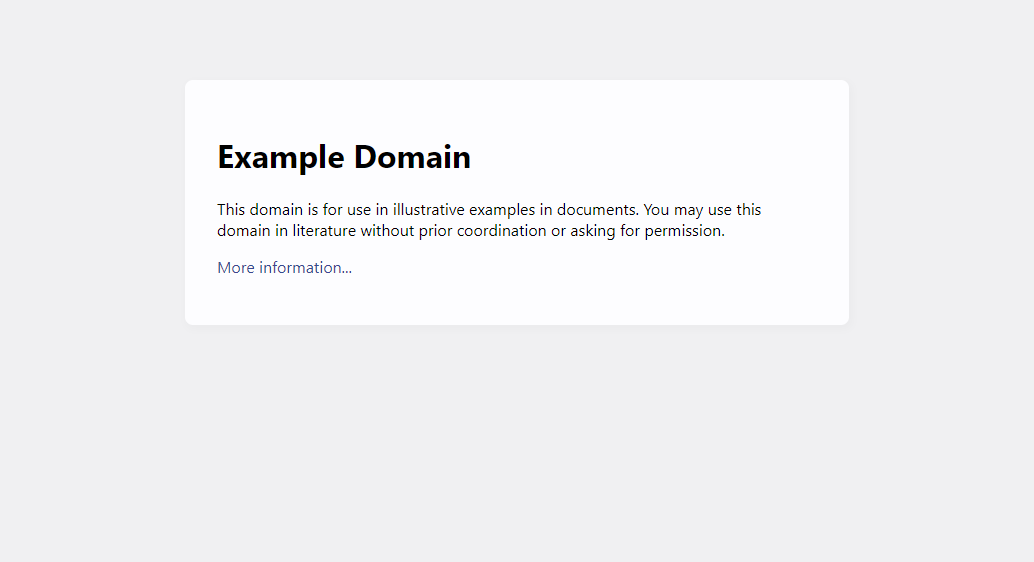 Example Domain
This domain is for use in illustrative examples in documents. You may use this
domain in literature without prior coordination or asking for permission.
More information...